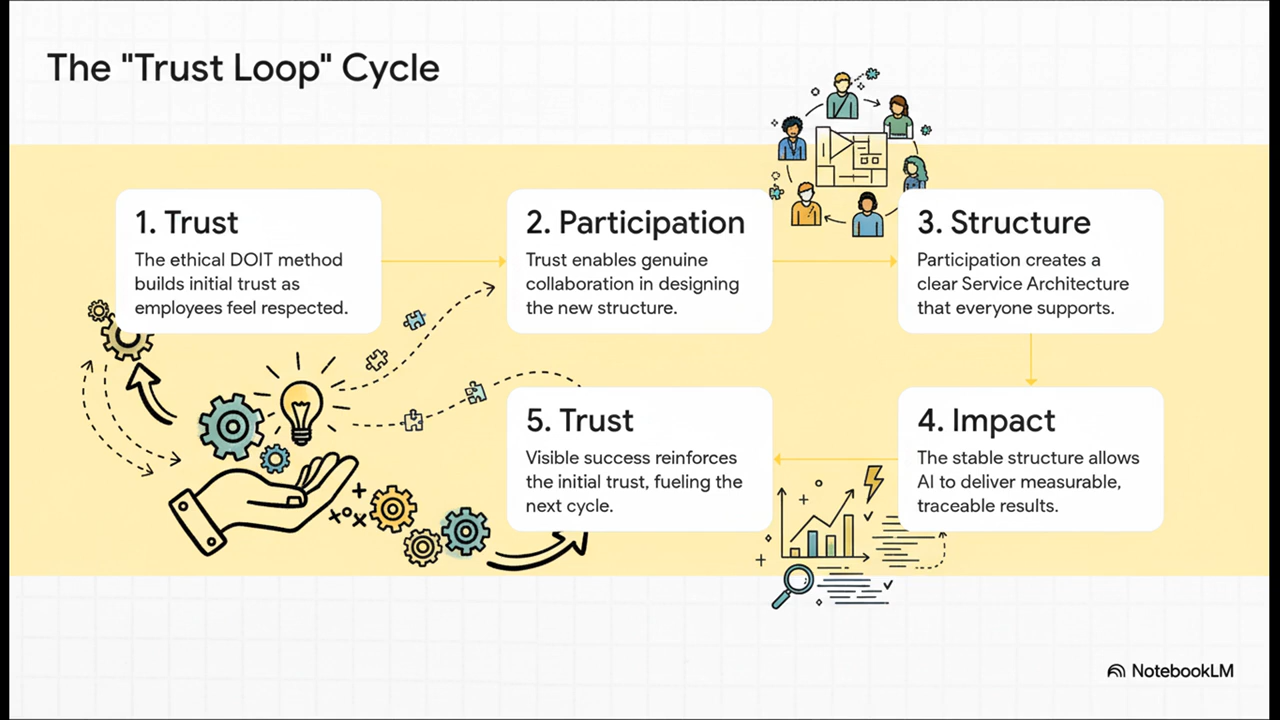 The "Trust Loop" Cycle
1. Trust
The ethical DOIT method
builds initial trust as
employees feel respected.
2. Participation
Trust enables genuine
collaboration in designing
the new structure.
3. Structure
Participation creates a
clear Service Architecture
that everyone supports.
4. Impact
The stable structure allows
AI to deliver measurable,
traceable results.
5. Trust
Visible success reinforces
the initial trust, fueling the
next cycle.
NotebookLM